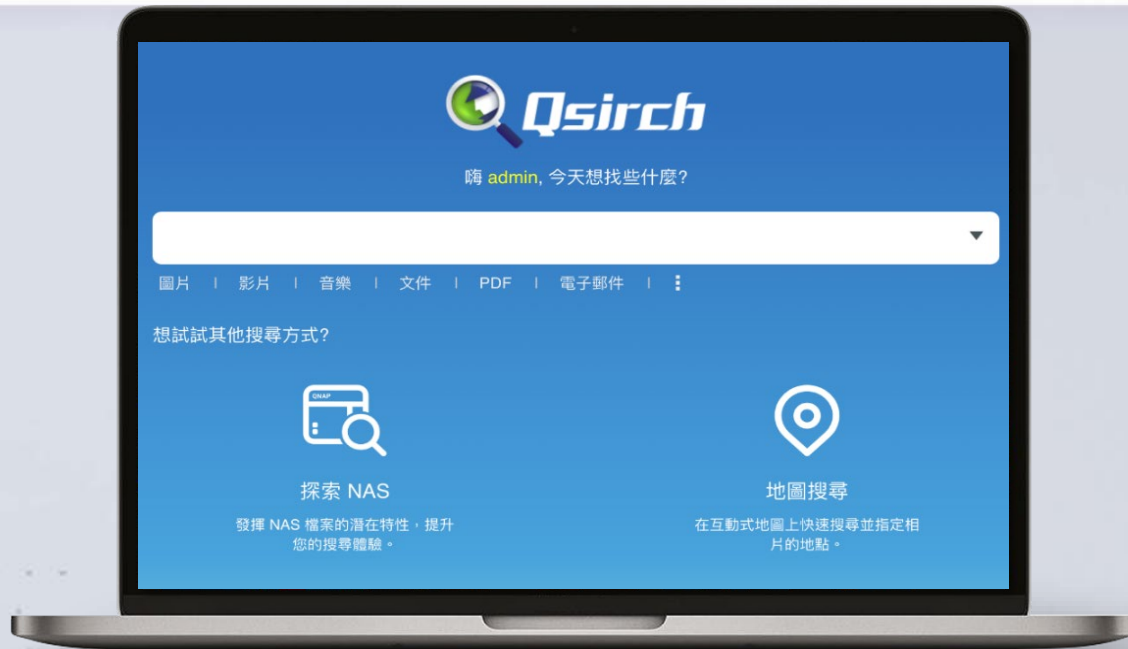 Qsirch
嗨 admin, 今天想找些什麼?
圖片 | 影片 | 音樂 | 文件 | PDF | 電子郵件 |
想試試其他搜尋方式?
QNAP
探索 NAS
地圖搜尋
發揮 NAS 檔案的潛在特性，提升
您的搜尋體驗。
在互動式地圖上快速搜尋並指定相
片的地點。